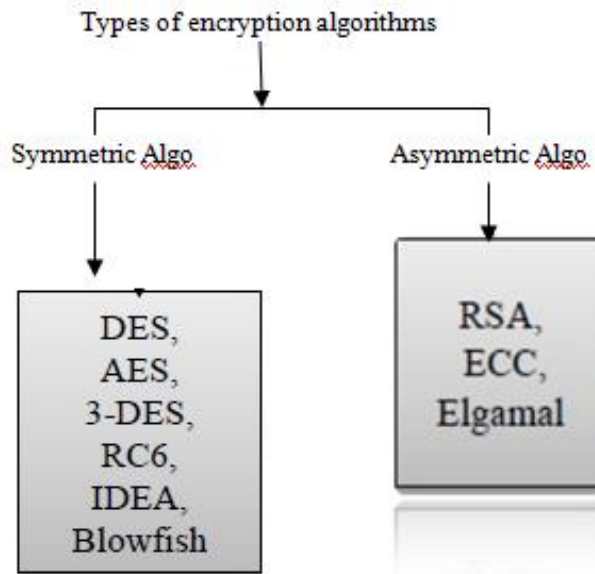 Types of encryption algorithms
Symmetric Algo
Asymmetric Algo
DES,
AES,
3-DES,
RC6,
IDEA,
Blowfish
RSA,
ECC,
Elgamal